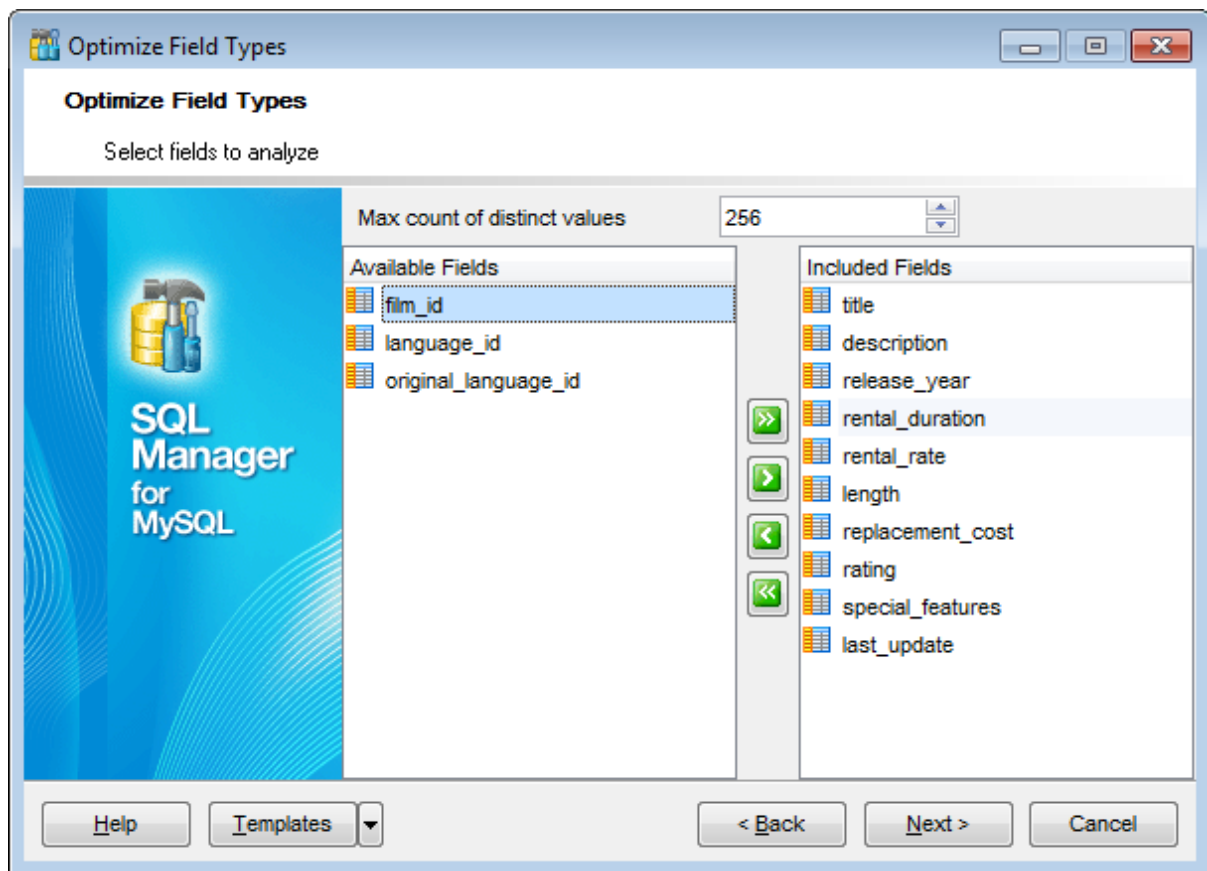 Optimize Field Types
Optimize Field Types
Select fields to analyze
SQL
Manager
for
MySQL
Max count of distinct values 256
Available Fields
film_id
language_id
original_language_id
Included Fields
title
description
release_year
rental_duration
rental_rate
length
replacement_cost
rating
special_features
last_update
Help Templates < Back Next > Cancel